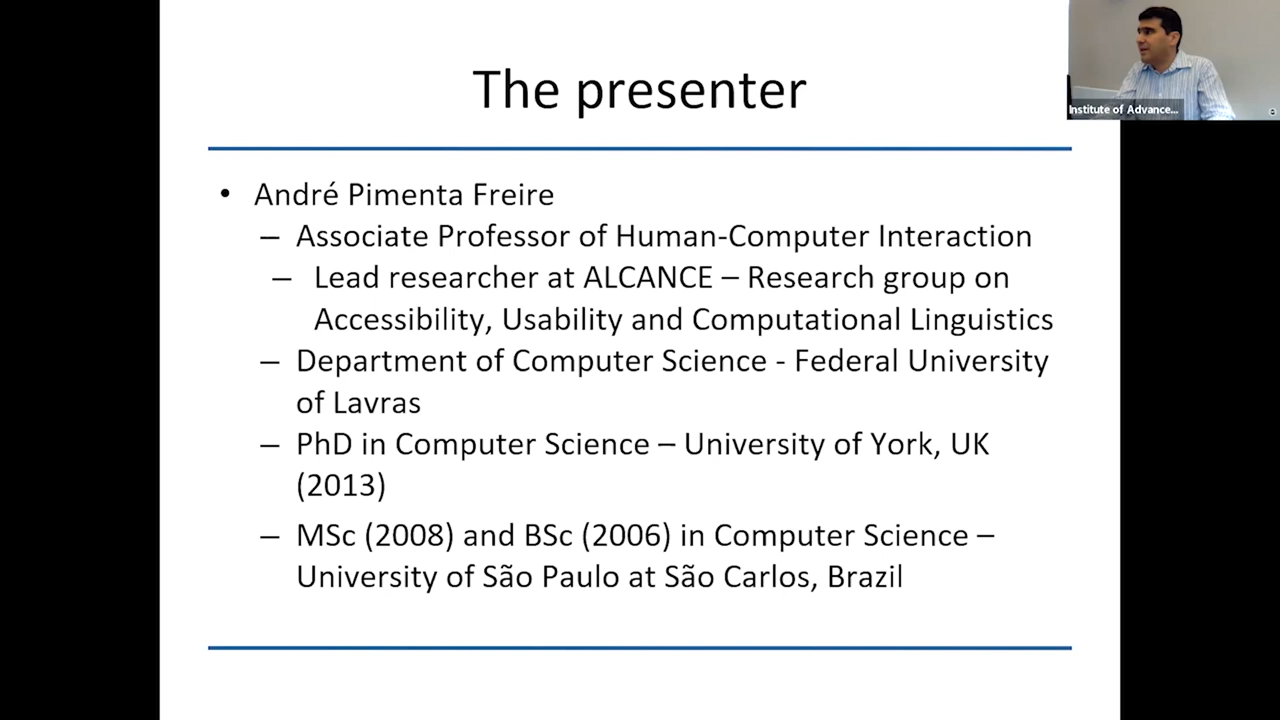 The presenter
Institute of Advance...
• André Pimenta Freire
– Associate Professor of Human-Computer Interaction
– Lead researcher at ALCANCE – Research group on
Accessibility, Usability and Computational Linguistics
– Department of Computer Science - Federal University
of Lavras
– PhD in Computer Science – University of York, UK
(2013)
– MSc (2008) and BSc (2006) in Computer Science –
University of São Paulo at São Carlos, Brazil